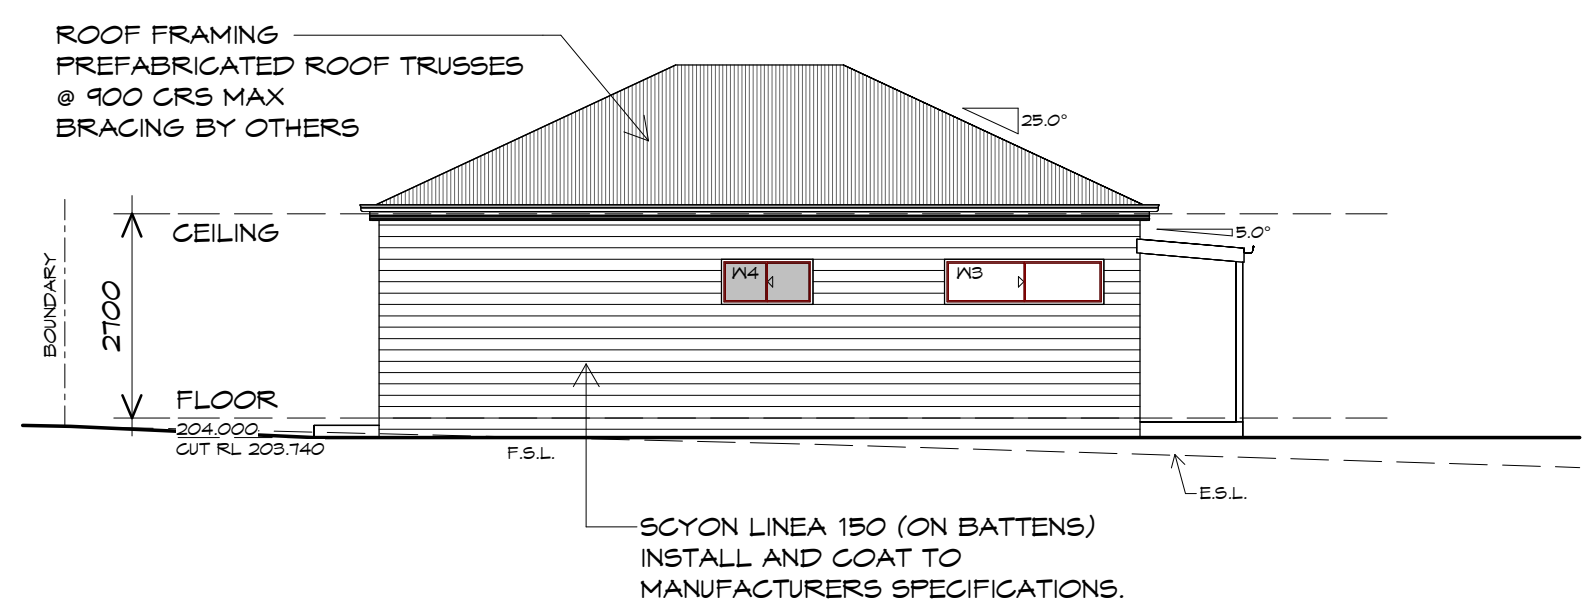 ROOF FRAMING
PREFABRICATED ROOF TRUSSES
@ 900 CRS MAX
BRACING BY OTHERS
25.0°
CEILING
5.0°
BOUNDARY
2700
W4
W3
FLOOR
204.000
CUT RL 203.740
F.S.L.
E.S.L.
SCYON LINEA 150 (ON BATTENS)
INSTALL AND COAT TO
MANUFACTURERS SPECIFICATIONS.